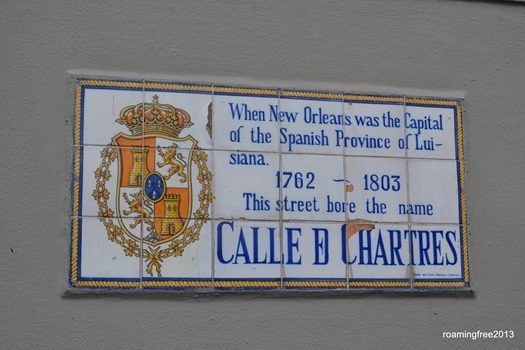 When New Orleans was the Capital
of the Spanish Province of Lui-
siana.
1762 ~ 1803
This street bore the name
CALLE D CHARTRES
roamingfree2013